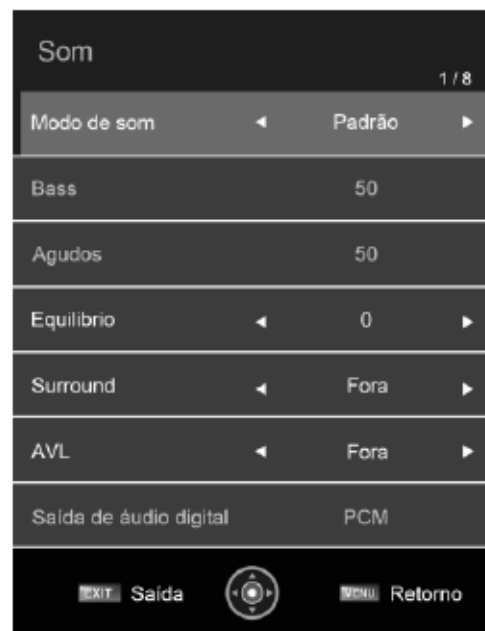 Som
1 / 8
Modo de som ◄ Padrão ►
Bass 50
Agudos 50
Equilibrio ◄ 0 ►
Surround ◄ Fora ►
AVL ◄ Fora ►
Saída de áudio digital PCM
EXIT Saída MENU Retorno